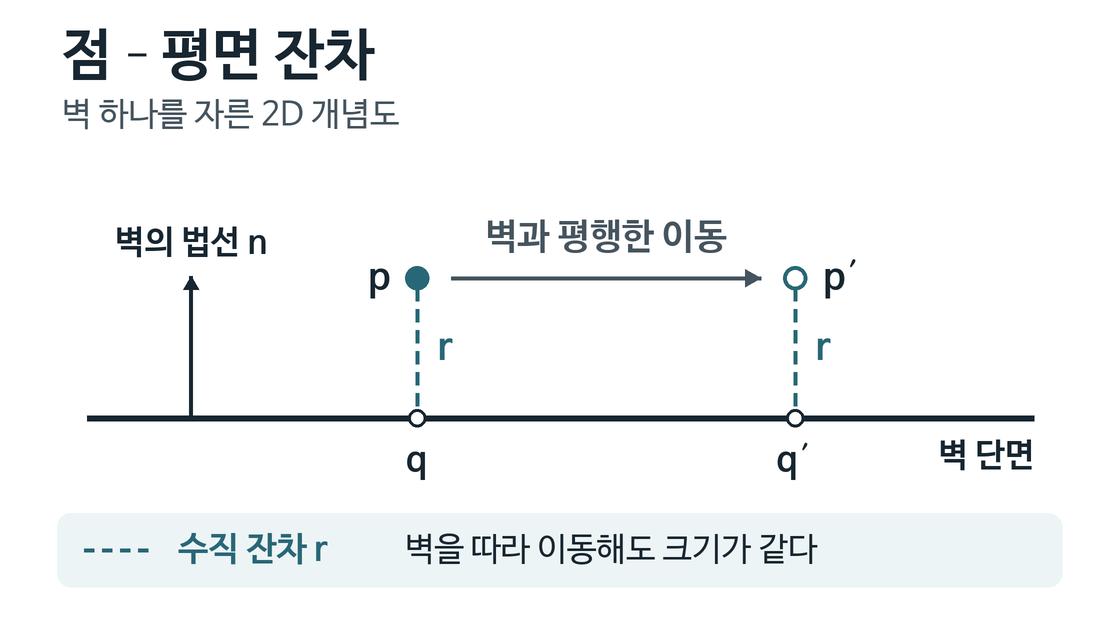 점 – 평면 잔차
벽 하나를 자른 2D 개념도
벽의 법선 n
벽과 평행한 이동
p
p′
r
r
q
q′
벽 단면
수직 잔차 r
벽을 따라 이동해도 크기가 같다